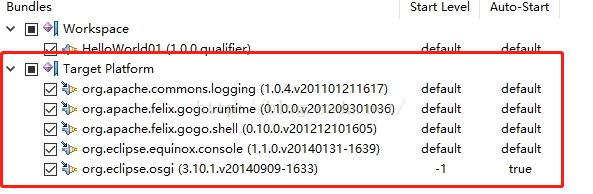 Bundles Start Level Auto-Start
Workspace
HelloWorld01 (1.0.0.qualifier) default default
Target Platform
org.apache.commons.logging (1.0.4.v201101211617) default default
org.apache.felix.gogo.runtime (0.10.0.v201209301036) default default
org.apache.felix.gogo.shell (0.10.0.v201212101605) default default
org.eclipse.equinox.console (1.1.0.v20140131-1639) default default
org.eclipse.osgi (3.10.1.v20140909-1633) -1 true